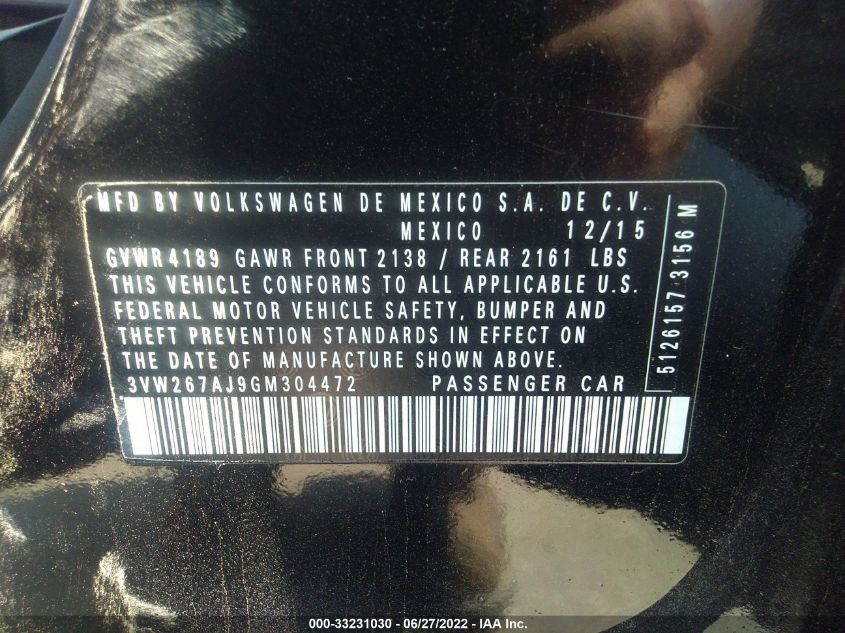 MFD BY VOLKSWAGEN DE MEXICO S.A. DE C.V.
MEXICO 12/15
GVWR 4189 GAWR FRONT 2138 / REAR 2161 LBS
THIS VEHICLE CONFORMS TO ALL APPLICABLE U.S.
FEDERAL MOTOR VEHICLE SAFETY, BUMPER AND
THEFT PREVENTION STANDARDS IN EFFECT ON
THE DATE OF MANUFACTURE SHOWN ABOVE.
3VW267AJ9GM304472 PASSENGER CAR
5126157 3156 M
000-33231030 - 06/27/2022 - IAA Inc.